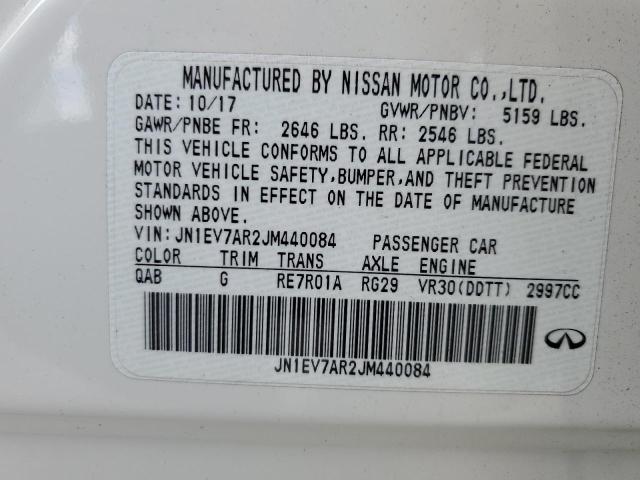 MANUFACTURED BY NISSAN MOTOR CO.,LTD.
DATE: 10/17 GVWR/PNBV: 5159 LBS.
GAWR/PNBE FR: 2646 LBS. RR: 2546 LBS.
THIS VEHICLE CONFORMS TO ALL APPLICABLE FEDERAL
MOTOR VEHICLE SAFETY,BUMPER,AND THEFT PREVENTION
STANDARDS IN EFFECT ON THE DATE OF MANUFACTURE
SHOWN ABOVE.
VIN: JN1EV7AR2JM440084 PASSENGER CAR
COLOR TRIM TRANS AXLE ENGINE
QAB G RE7R01A RG29 VR30(DDTT) 2997CC
JN1EV7AR2JM440084